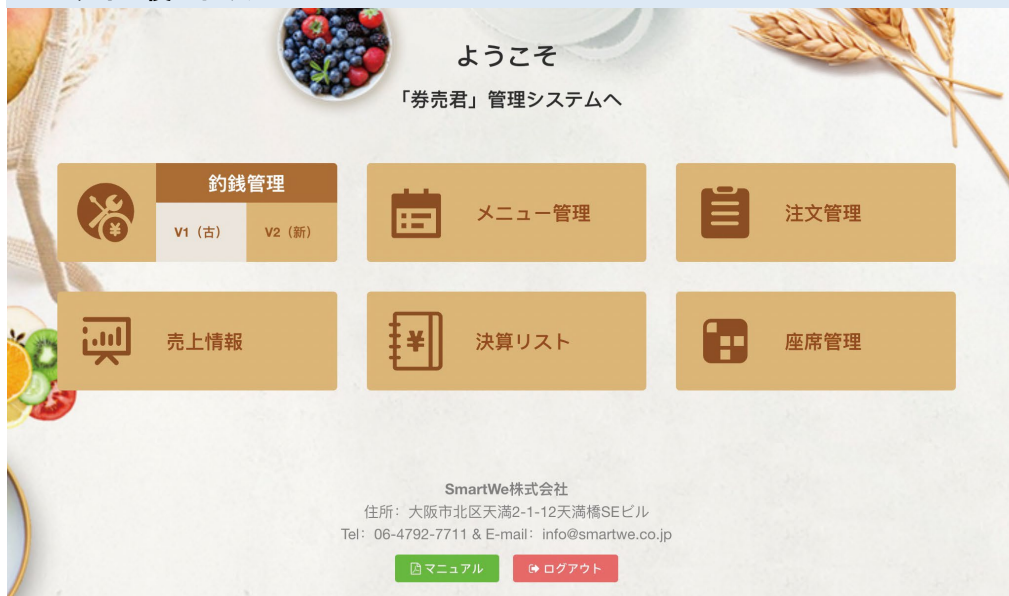 ようこそ
「券売君」管理システムへ
釣銭管理
V1（古）
V2（新）
メニュー管理
注文管理
売上情報
決算リスト
座席管理
SmartWe株式会社
住所：大阪市北区天満2-1-12天満橋SEビル
Tel：06-4792-7711 & E-mail：info@smartwe.co.jp
マニュアル
ログアウト